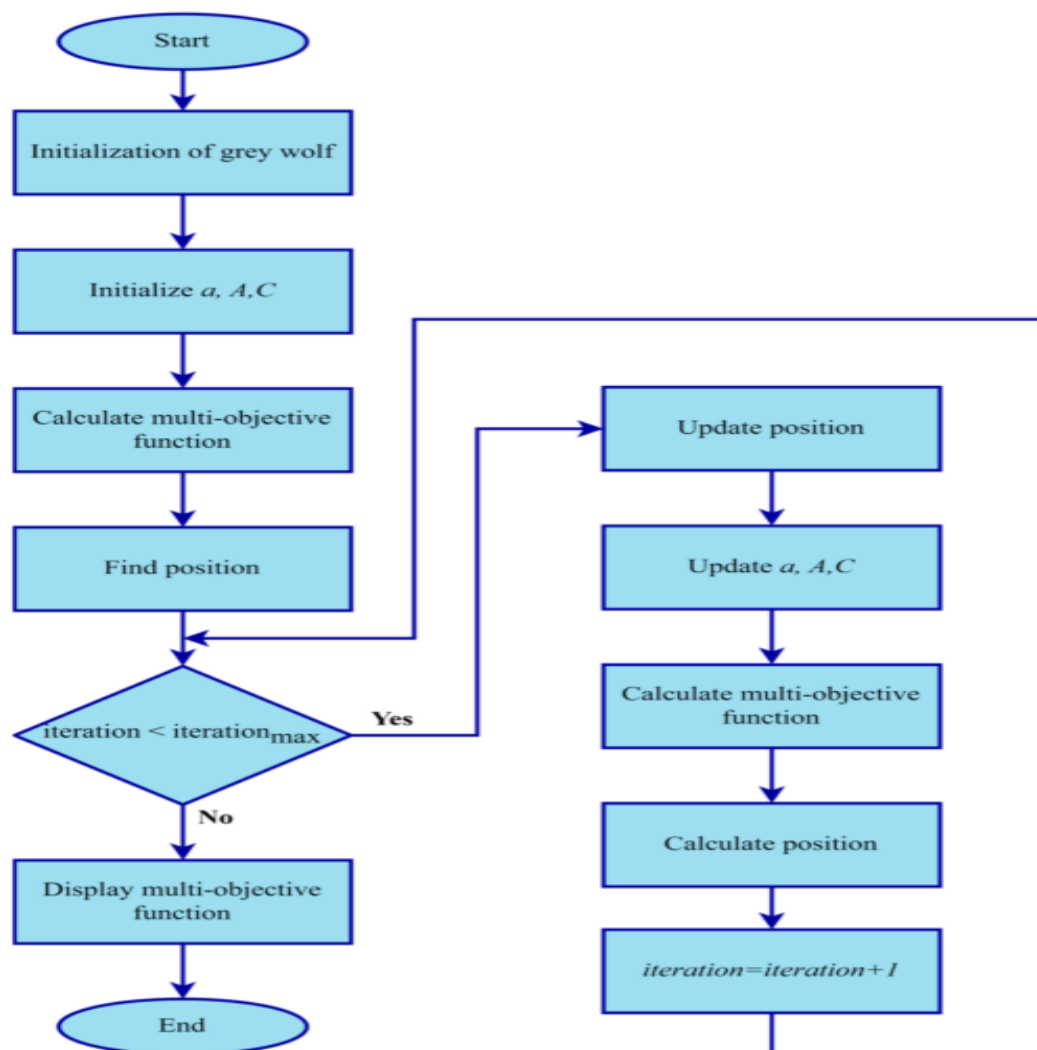 Start
Initialization of grey wolf
Initialize a, A,C
Calculate multi-objective
function
Find position
iteration < iterationmax
Yes
No
Display multi-objective
function
End
Update position
Update a, A,C
Calculate multi-objective
function
Calculate position
iteration=iteration+1